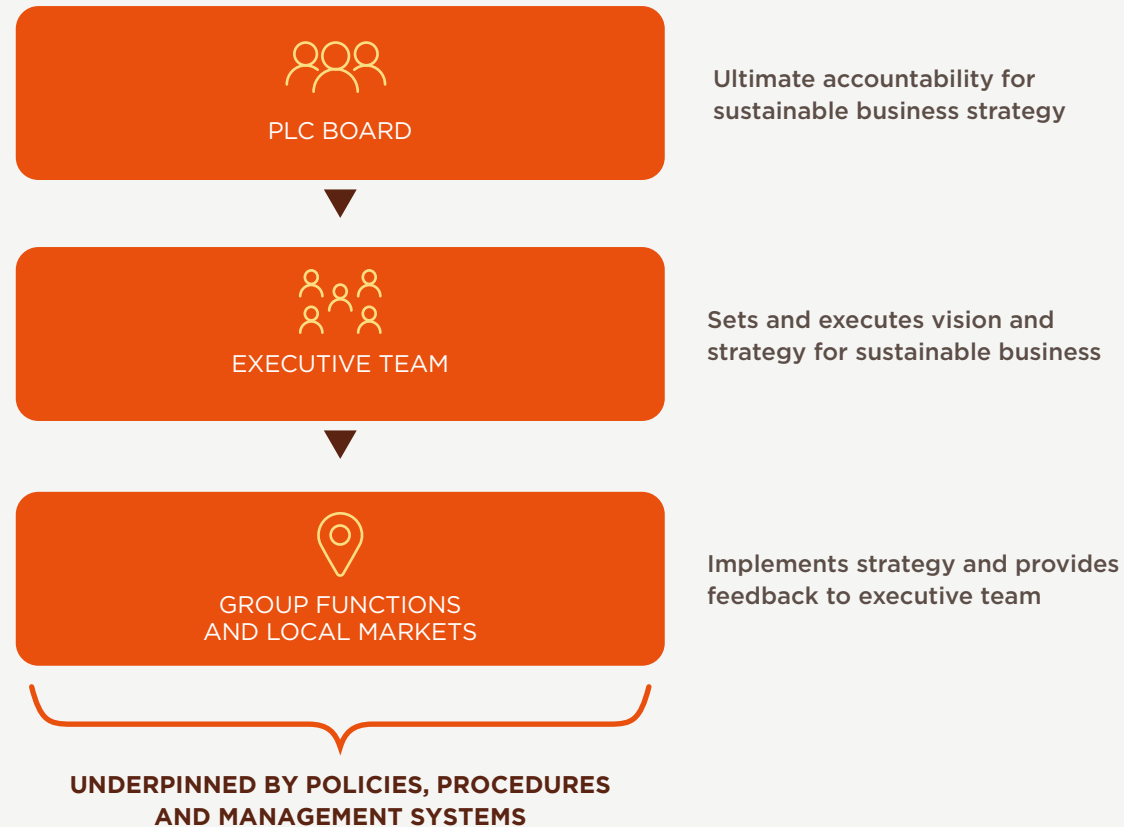 PLC BOARD
Ultimate accountability for
sustainable business strategy
EXECUTIVE TEAM
Sets and executes vision and
strategy for sustainable business
GROUP FUNCTIONS
AND LOCAL MARKETS
Implements strategy and provides
feedback to executive team
UNDERPINNED BY POLICIES, PROCEDURES
AND MANAGEMENT SYSTEMS